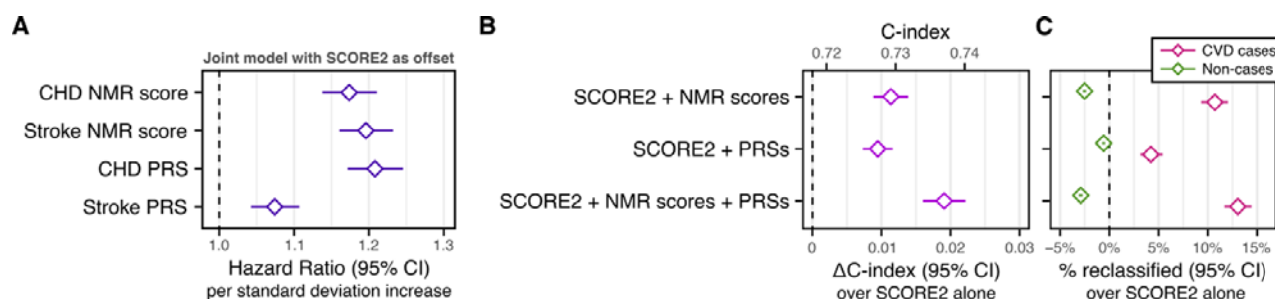 A
Joint model with SCORE2 as offset
CHD NMR score
Stroke NMR score
CHD PRS
Stroke PRS
1.0 1.1 1.2 1.3
Hazard Ratio (95% CI)
per standard deviation increase
B
C-index
0.72 0.73 0.74
SCORE2 + NMR scores
SCORE2 + PRSs
SCORE2 + NMR scores + PRSs
0 0.01 0.02 0.03
ΔC-index (95% CI)
over SCORE2 alone
C
CVD cases
Non-cases
−5% 0% 5% 10% 15%
% reclassified (95% CI)
over SCORE2 alone